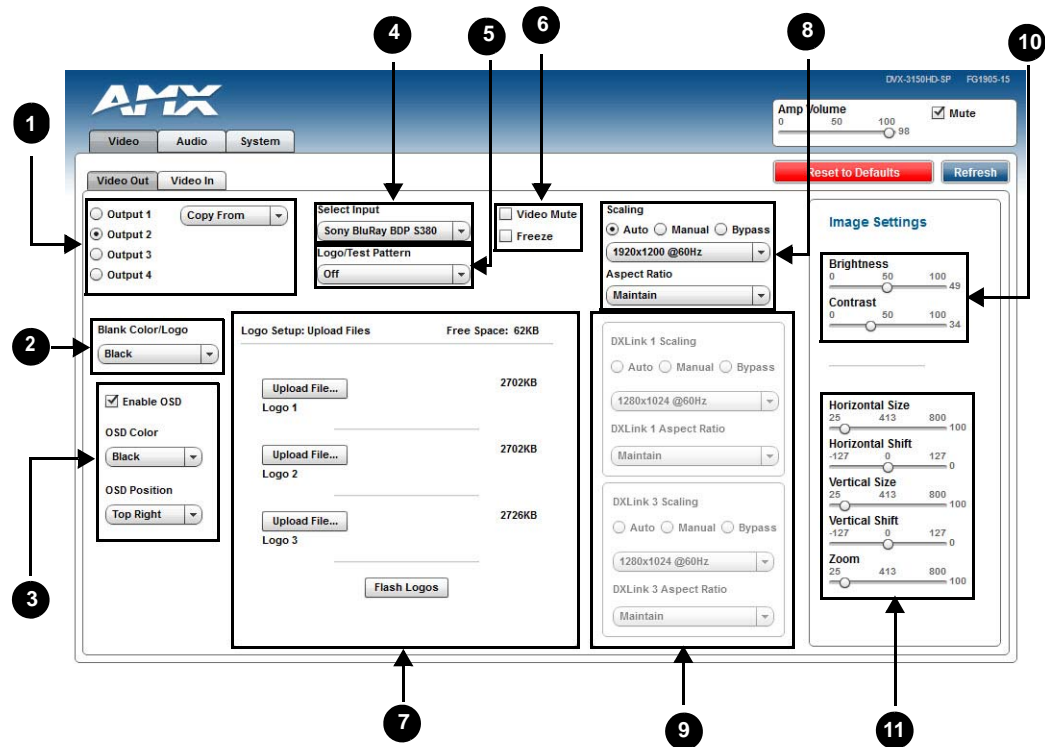 4
5
6
8
10
1
AMX
DVX-3150HD-SP FG1905-15
Amp Volume
0 50 100
98
Mute
Video Audio System
Reset to Defaults
Refresh
Video Out Video In
Output 1
Output 2
Output 3
Output 4
Copy From
Select Input
Sony BluRay BDP S380
Logo/Test Pattern
Off
Video Mute
Freeze
Scaling
Auto Manual Bypass
1920x1200 @60Hz
Aspect Ratio
Maintain
Image Settings
Brightness
0 50 100
49
Contrast
0 50 100
34
2
Blank Color/Logo
Black
3
Enable OSD
OSD Color
Black
OSD Position
Top Right
Logo Setup: Upload Files Free Space: 62KB
Upload File... 2702KB
Logo 1
Upload File... 2702KB
Logo 2
Upload File... 2726KB
Logo 3
Flash Logos
DXLink 1 Scaling
Auto Manual Bypass
1280x1024 @60Hz
DXLink 1 Aspect Ratio
Maintain
DXLink 3 Scaling
Auto Manual Bypass
1280x1024 @60Hz
DXLink 3 Aspect Ratio
Maintain
Horizontal Size
25 413 800
100
Horizontal Shift
-127 0 127
0
Vertical Size
25 413 800
100
Vertical Shift
-127 0 127
0
Zoom
25 413 800
100
7
9
11